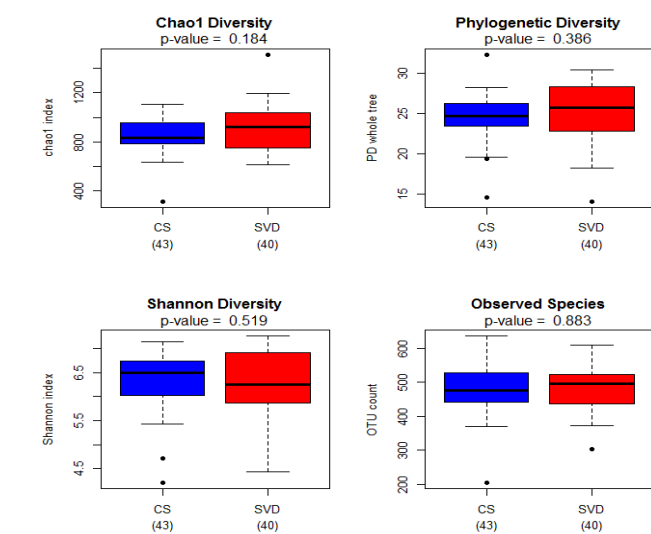 Chao1 Diversity
p-value = 0.184
chao1 index
1200
800
400
CS
SVD
(43)
(40)
Phylogenetic Diversity
p-value = 0.386
PD whole tree
30
25
20
15
CS
SVD
(43)
(40)
Shannon Diversity
p-value = 0.519
Shannon index
6.5
5.5
4.5
CS
SVD
(43)
(40)
Observed Species
p-value = 0.883
OTU count
600
500
400
300
200
CS
SVD
(43)
(40)